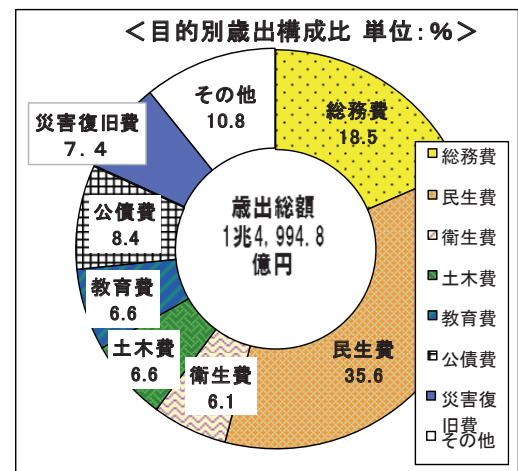 ＜目的別歳出構成比 単位：％＞
その他
10.8
総務費
18.5
災害復旧費
７．４
公債費
8.4
歳出総額
1兆4,994.8
億円
教育費
6.6
土木費
6.6
衛生費
6.1
民生費
35.6
総務費
民生費
衛生費
土木費
教育費
公債費
災害復
旧費
その他